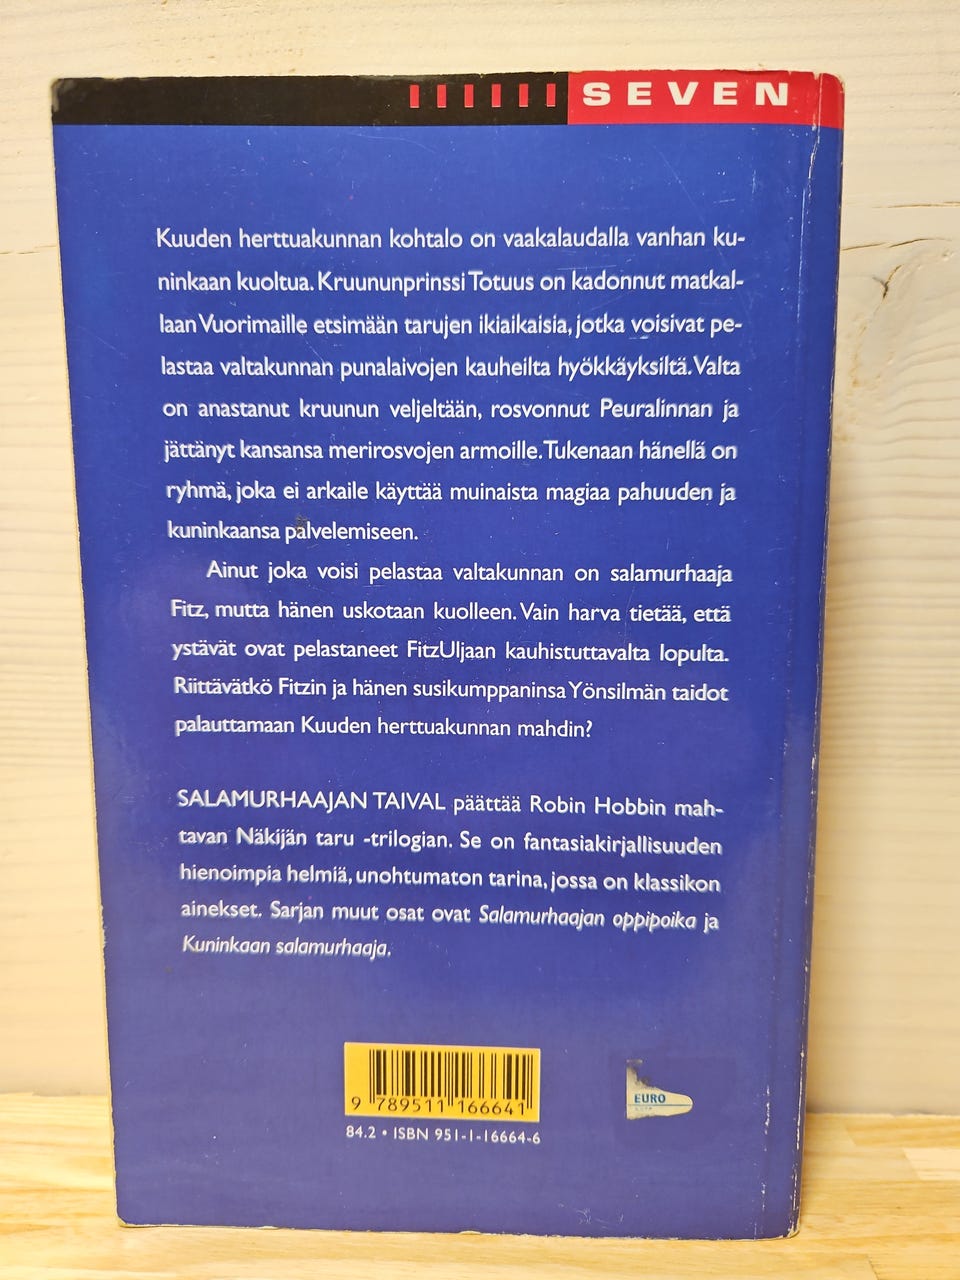 SEVEN
Kuuden herttuakunnan kohtalo on vaakalaudalla vanhan ku-
ninkaan kuoltua. Kruununprinssi Totuus on kadonnut matkal-
laan Vuorimaille etsimään tarujen ikiaikaisia, jotka voisivat pe-
lastaa valtakunnan punalaivojen kauheilta hyökkäyksiltä. Valta
on anastanut kruunun veljeltään, rosvonnut Peuralinnan ja
jättänyt kansansa merirosvojen armoille. Tukenaan hänellä on
ryhmä, joka ei arkaile käyttää muinaista magiaa pahuuden ja
kuninkaansa palvelemiseen.
Ainut joka voisi pelastaa valtakunnan on salamurhaaja
Fitz, mutta hänen uskotaan kuolleen. Vain harva tietää, että
ystävät ovat pelastaneet FitzUljaan kauhistuttavalta lopulta.
Riittävätkö Fitzin ja hänen susikumppaninsa Yönsilmän taidot
palauttamaan Kuuden herttuakunnan mahdin?
SALAMURHAAJAN TAIVAL päättää Robin Hobbin mah-
tavan Näkijän taru -trilogian. Se on fantasiakirjallisuuden
hienoimpia helmiä, unohtumaton tarina, jossa on klassikon
ainekset. Sarjan muut osat ovat Salamurhaajan oppipoika ja
Kuninkaan salamurhaaja.
9 789511 166641
84.2 • ISBN 951-1-16664-6
EURO